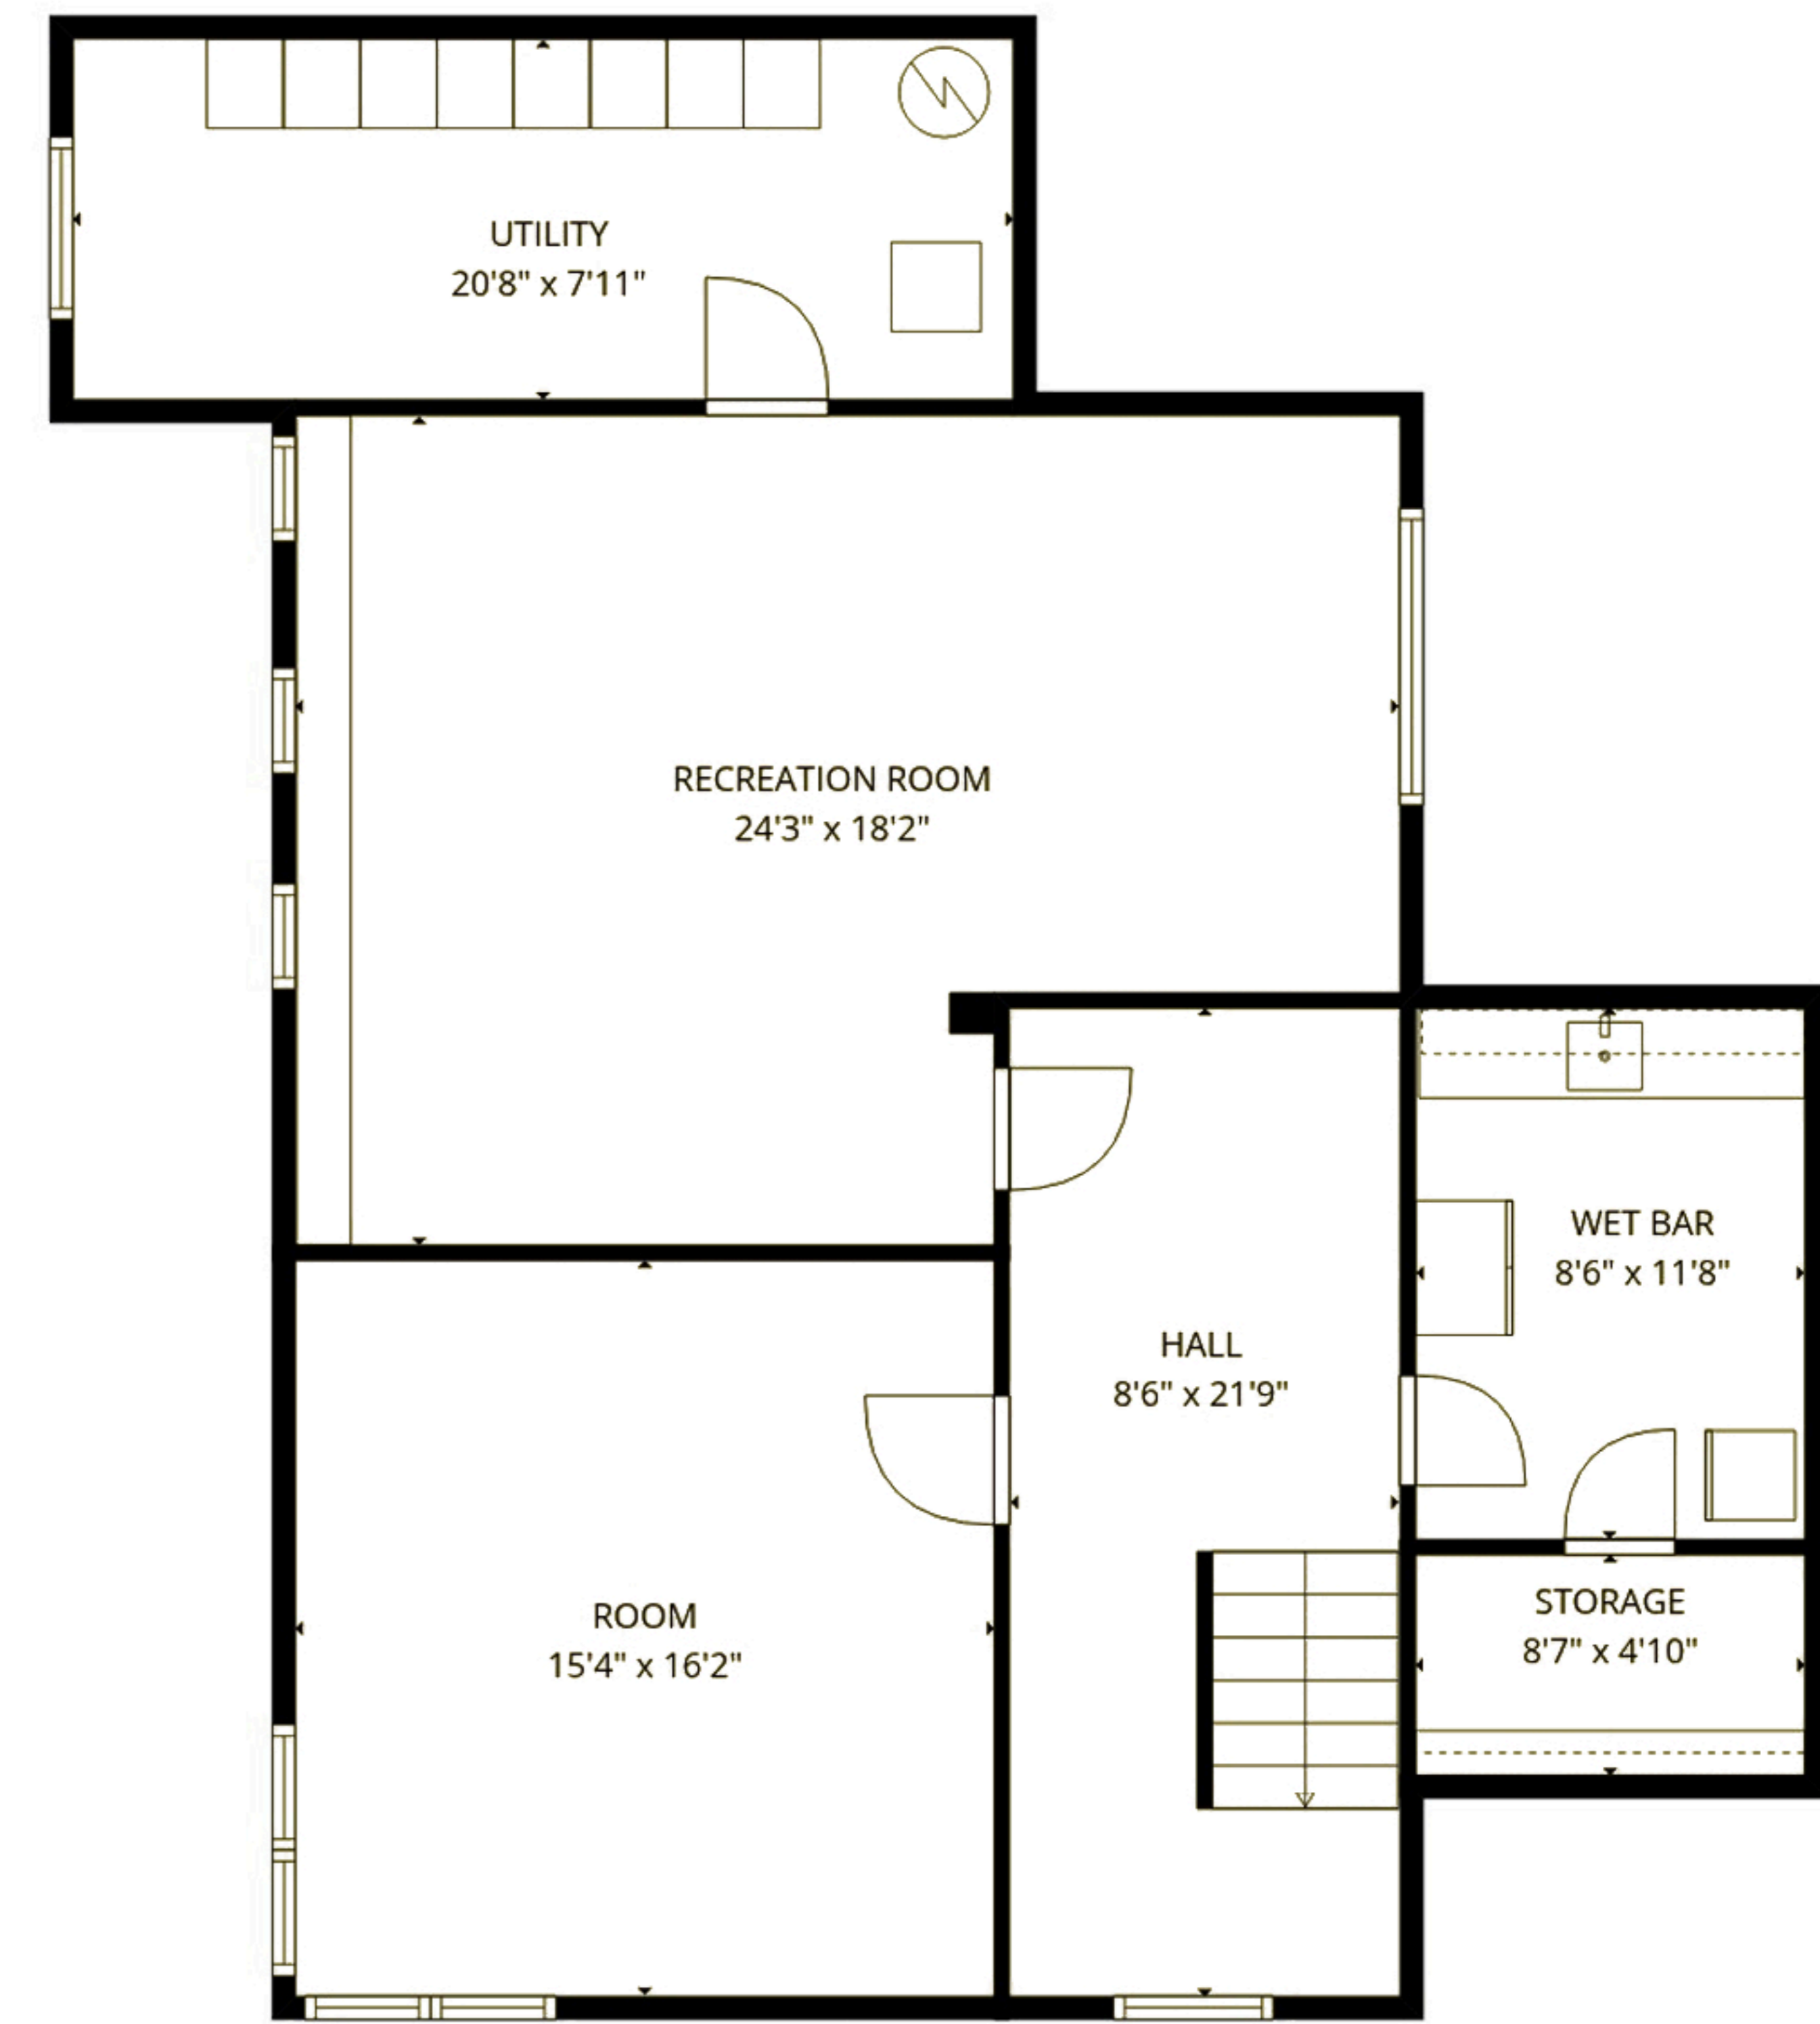 UTILITY
20'8" x 7'11"
RECREATION ROOM
24'3" x 18'2"
WET BAR
8'6" x 11'8"
HALL
8'6" x 21'9"
STORAGE
8'7" x 4'10"
ROOM
15'4" x 16'2"